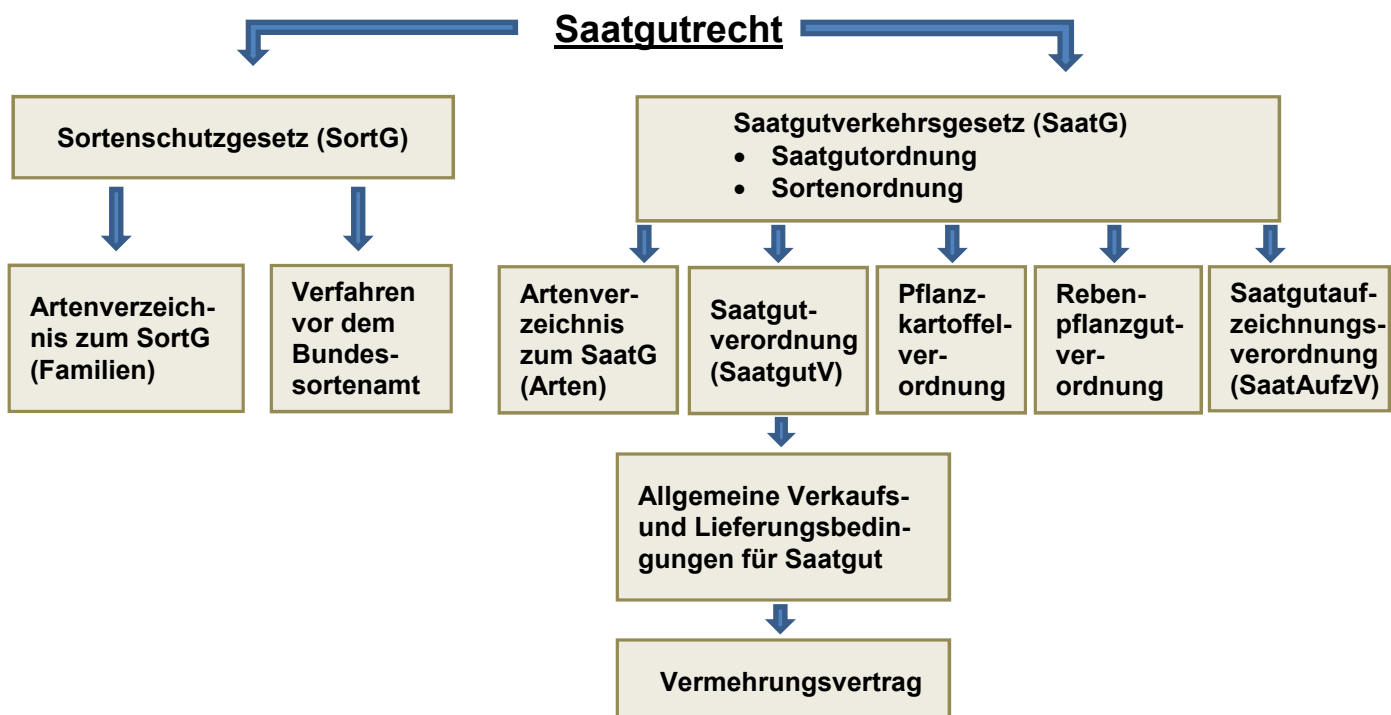 Saatgutrecht
Sortenschutzgesetz (SortG)
Saatgutverkehrsgesetz (SaatG)
• Saatgutordnung
• Sortenordnung
Artenverzeich-
nis zum SortG
(Familien)
Verfahren
vor dem
Bundes-
sortenamt
Artenver-
zeichnis
zum SaatG
(Arten)
Saatgut-
verordnung
(SaatgutV)
Pflanz-
kartoffel-
ver-
ordnung
Reben-
pflanzgut-
ver-
ordnung
Saatgutauf-
zeichnungs-
verordnung
(SaatAufzV)
Allgemeine Verkaufs-
und Lieferungsbedin-
gungen für Saatgut
Vermehrungsvertrag